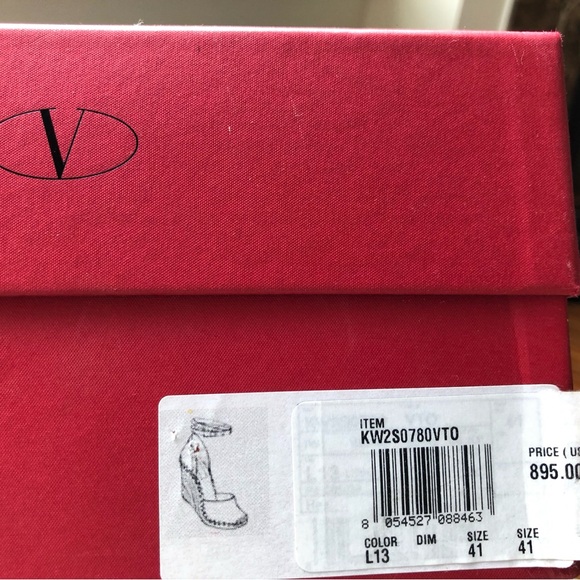 V
ITEM
KW2S0780VTO
PRICE ( US
895.00
8 054527 088463
COLOR DIM SIZE SIZE
L13 41 41